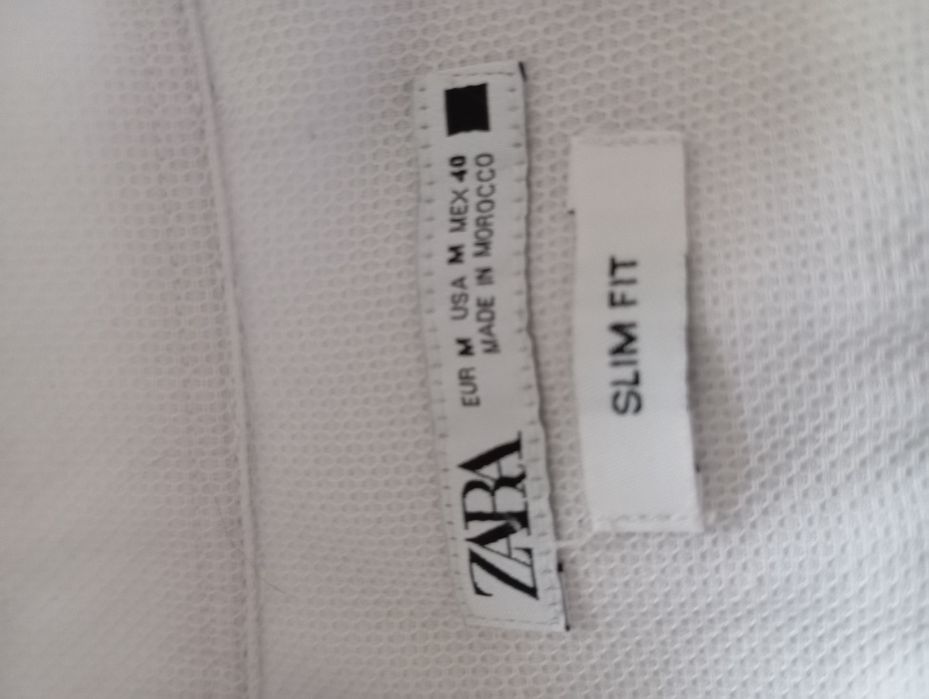 ZARA
EUR M USA M MEX 40
MADE IN MOROCCO
SLIM FIT